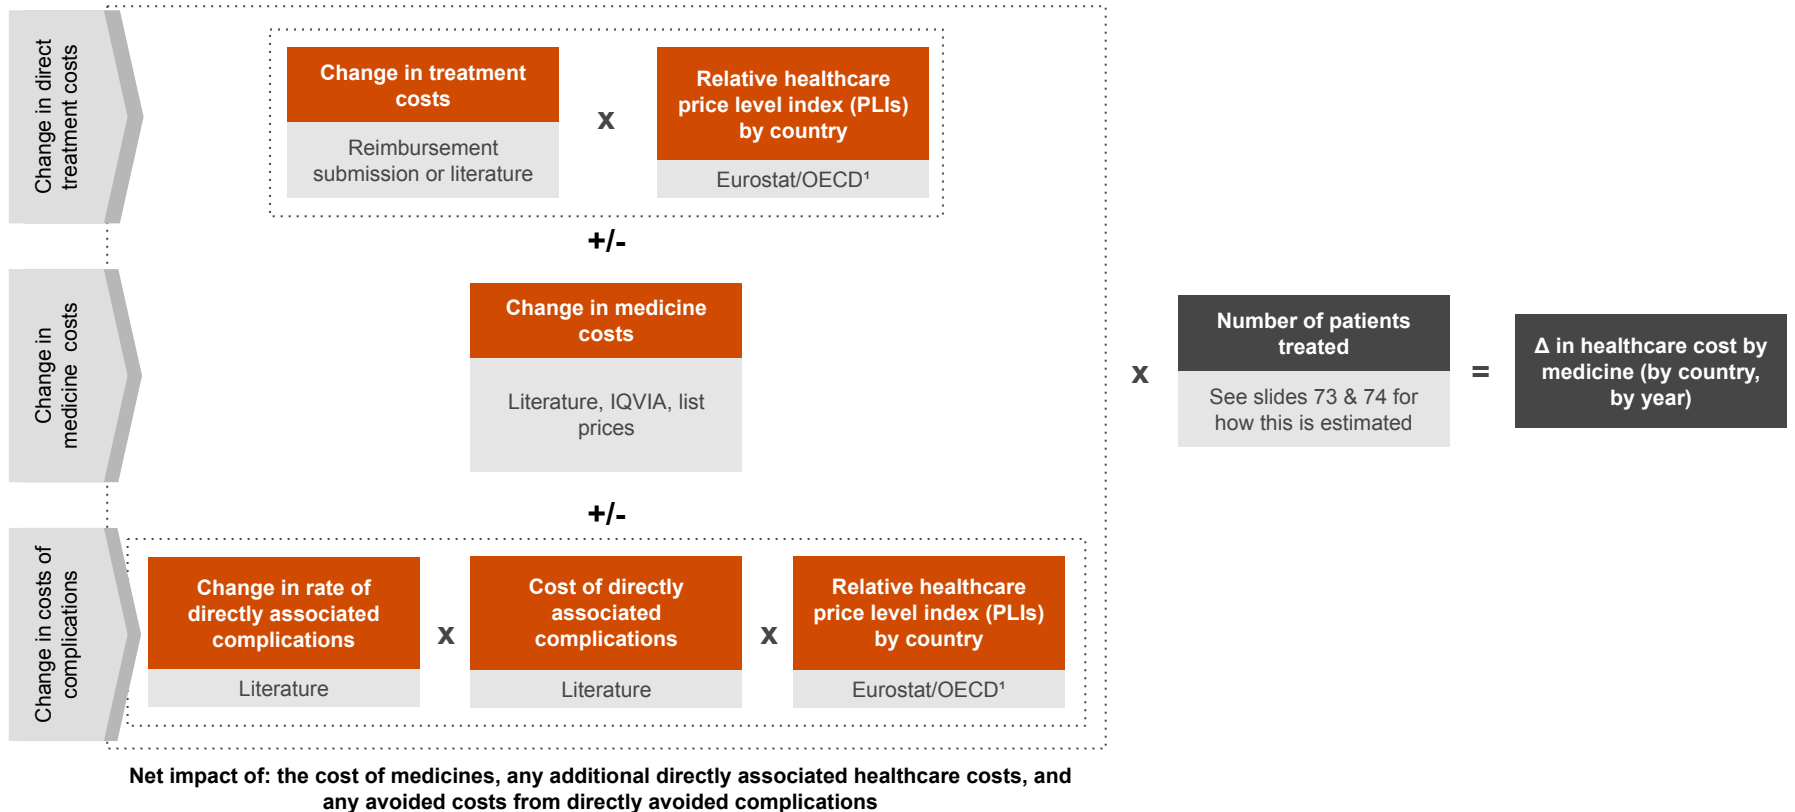 Change in direct
treatment costs
Change in treatment
costs
Reimbursement
submission or literature
x
Relative healthcare
price level index (PLIs)
by country
Eurostat/OECD¹
+/-
Change in
medicine costs
Change in medicine
costs
Literature, IQVIA, list
prices
+/-
Change in costs of
complications
Change in rate of
directly associated
complications
Literature
x
Cost of directly
associated
complications
Literature
x
Relative healthcare
price level index (PLIs)
by country
Eurostat/OECD¹
Net impact of: the cost of medicines, any additional directly associated healthcare costs, and
any avoided costs from directly avoided complications
x
Number of patients
treated
See slides 73 & 74 for
how this is estimated
=
Δ in healthcare cost by
medicine (by country,
by year)